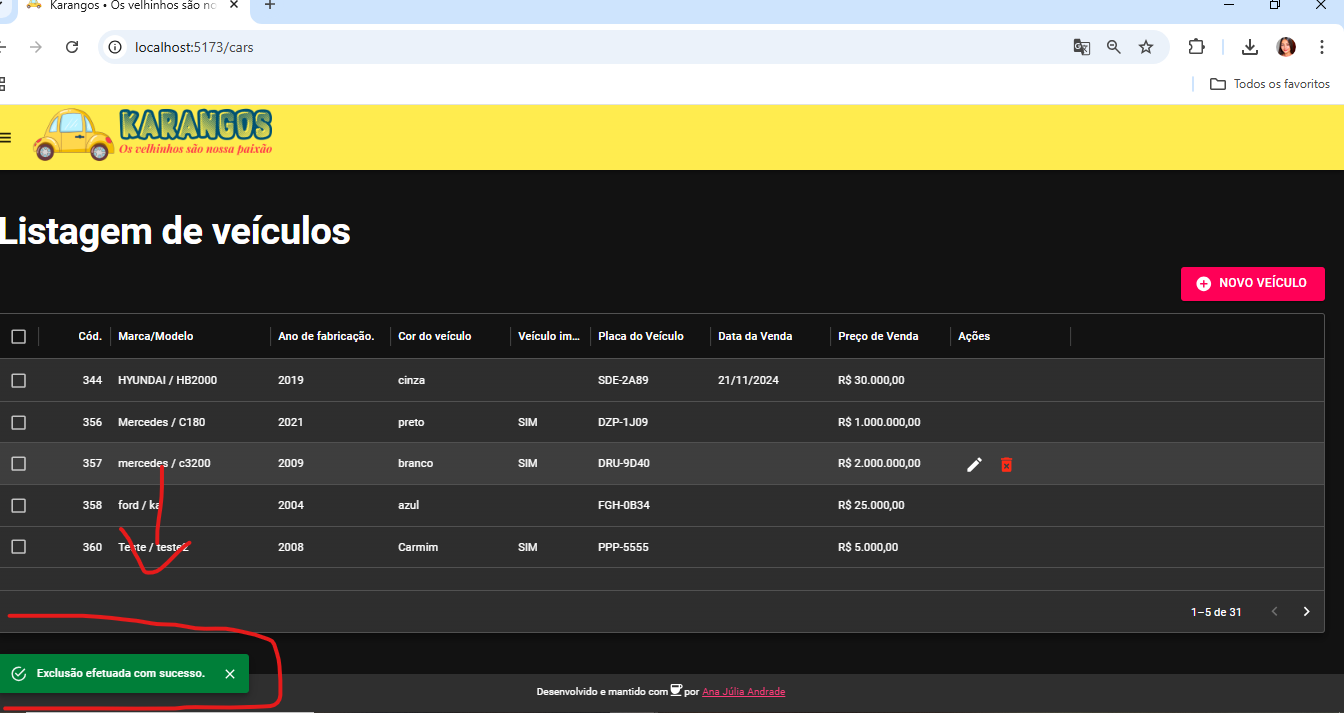 Karangos • Os velhinhos são no
localhost:5173/cars
Todos os favoritos
KARANGOS
Os velhinhos são nossa paixão
Listagem de veículos
NOVO VEÍCULO
Cód. Marca/Modelo Ano de fabricação. Cor do veículo Veículo im... Placa do Veículo Data da Venda Preço de Venda Ações
344 HYUNDAI / HB2000 2019 cinza SDE-2A89 21/11/2024 R$ 30.000,00
356 Mercedes / C180 2021 preto SIM DZP-1J09 R$ 1.000.000,00
357 mercedes / c3200 2009 branco SIM DRU-9D40 R$ 2.000.000,00
358 ford / ka 2004 azul FGH-0B34 R$ 25.000,00
360 Teste / teste2 2008 Carmim SIM PPP-5555 R$ 5.000,00
1–5 de 31
Exclusão efetuada com sucesso.
Desenvolvido e mantido com por Ana Júlia Andrade